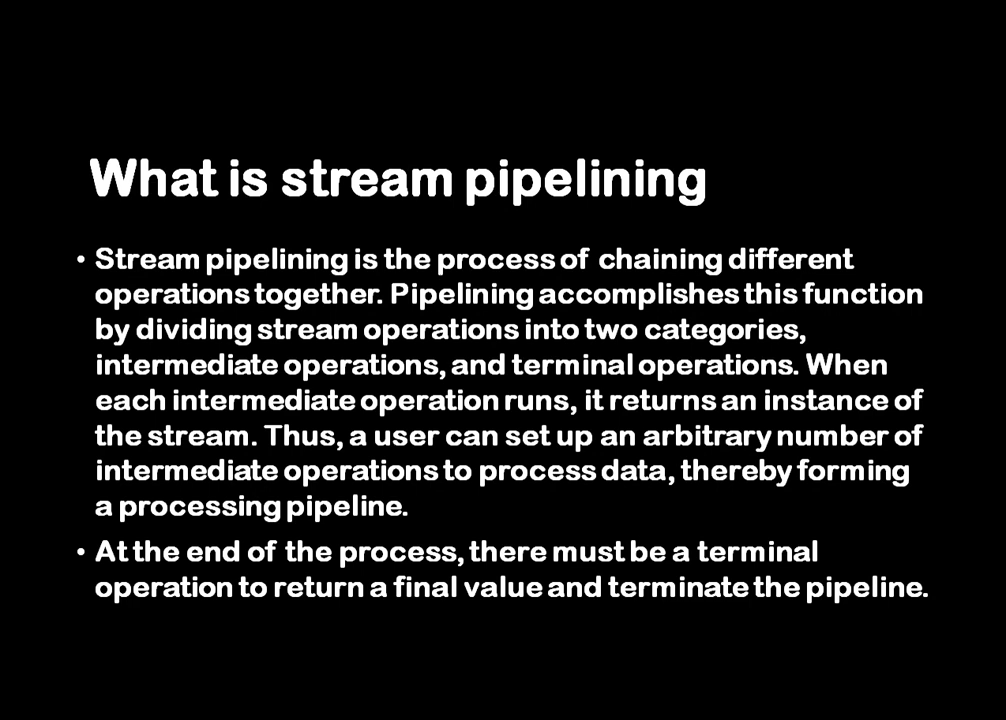 What is stream pipelining
• Stream pipelining is the process of chaining different
operations together. Pipelining accomplishes this function
by dividing stream operations into two categories,
intermediate operations, and terminal operations. When
each intermediate operation runs, it returns an instance of
the stream. Thus, a user can set up an arbitrary number of
intermediate operations to process data, thereby forming
a processing pipeline.
• At the end of the process, there must be a terminal
operation to return a final value and terminate the pipeline.